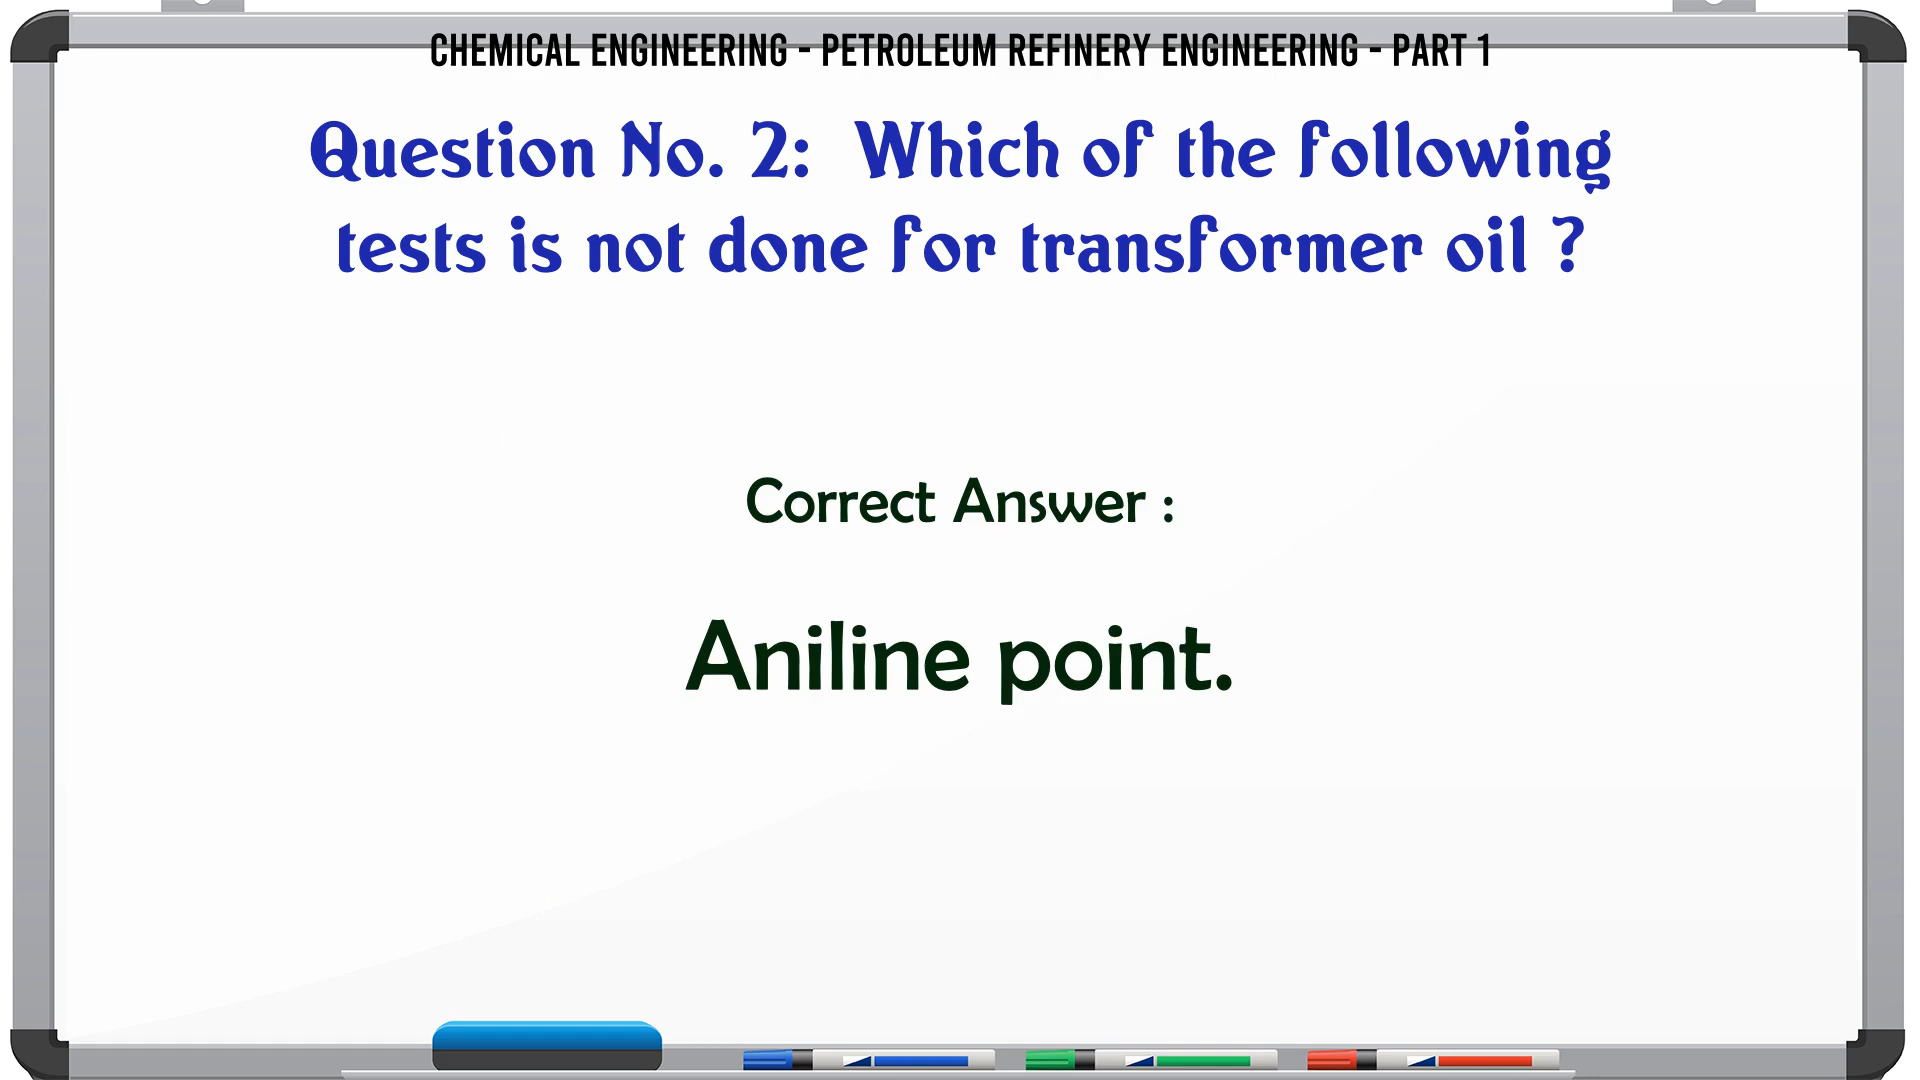 CHEMICAL ENGINEERING - PETROLEUM REFINERY ENGINEERING - PART 1
Question No. 2: Which of the following
tests is not done for transformer oil ?
Correct Answer :
Aniline point.